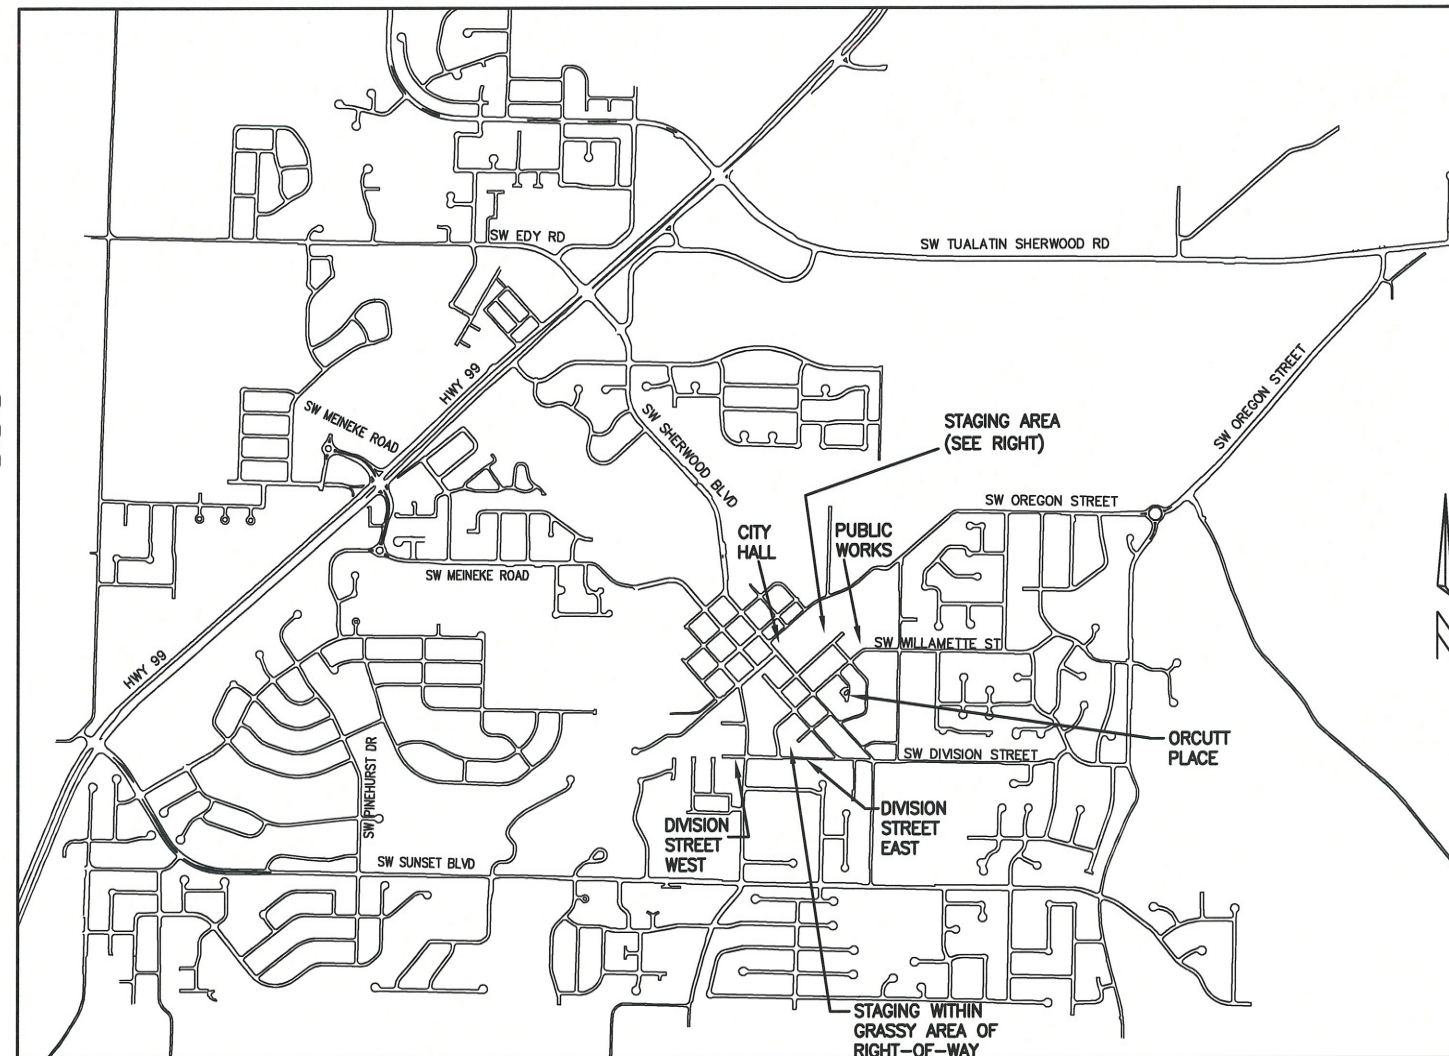 SW EDY RD
SW TUALATIN SHERWOOD RD
HWY 99
SW OREGON STREET
SW MEINEKE ROAD
SW SHERWOOD BLVD
STAGING AREA
(SEE RIGHT)
SW OREGON STREET
CITY
HALL
PUBLIC
WORKS
SW MEINEKE ROAD
SW WILLAMETTE ST
HWY 99
ORCUTT
PLACE
SW PINEHURST DR
SW DIVISION STREET
DIVISION
STREET
WEST
DIVISION
STREET
EAST
SW SUNSET BLVD
STAGING WITHIN
GRASSY AREA OF
RIGHT-OF-WAY
N